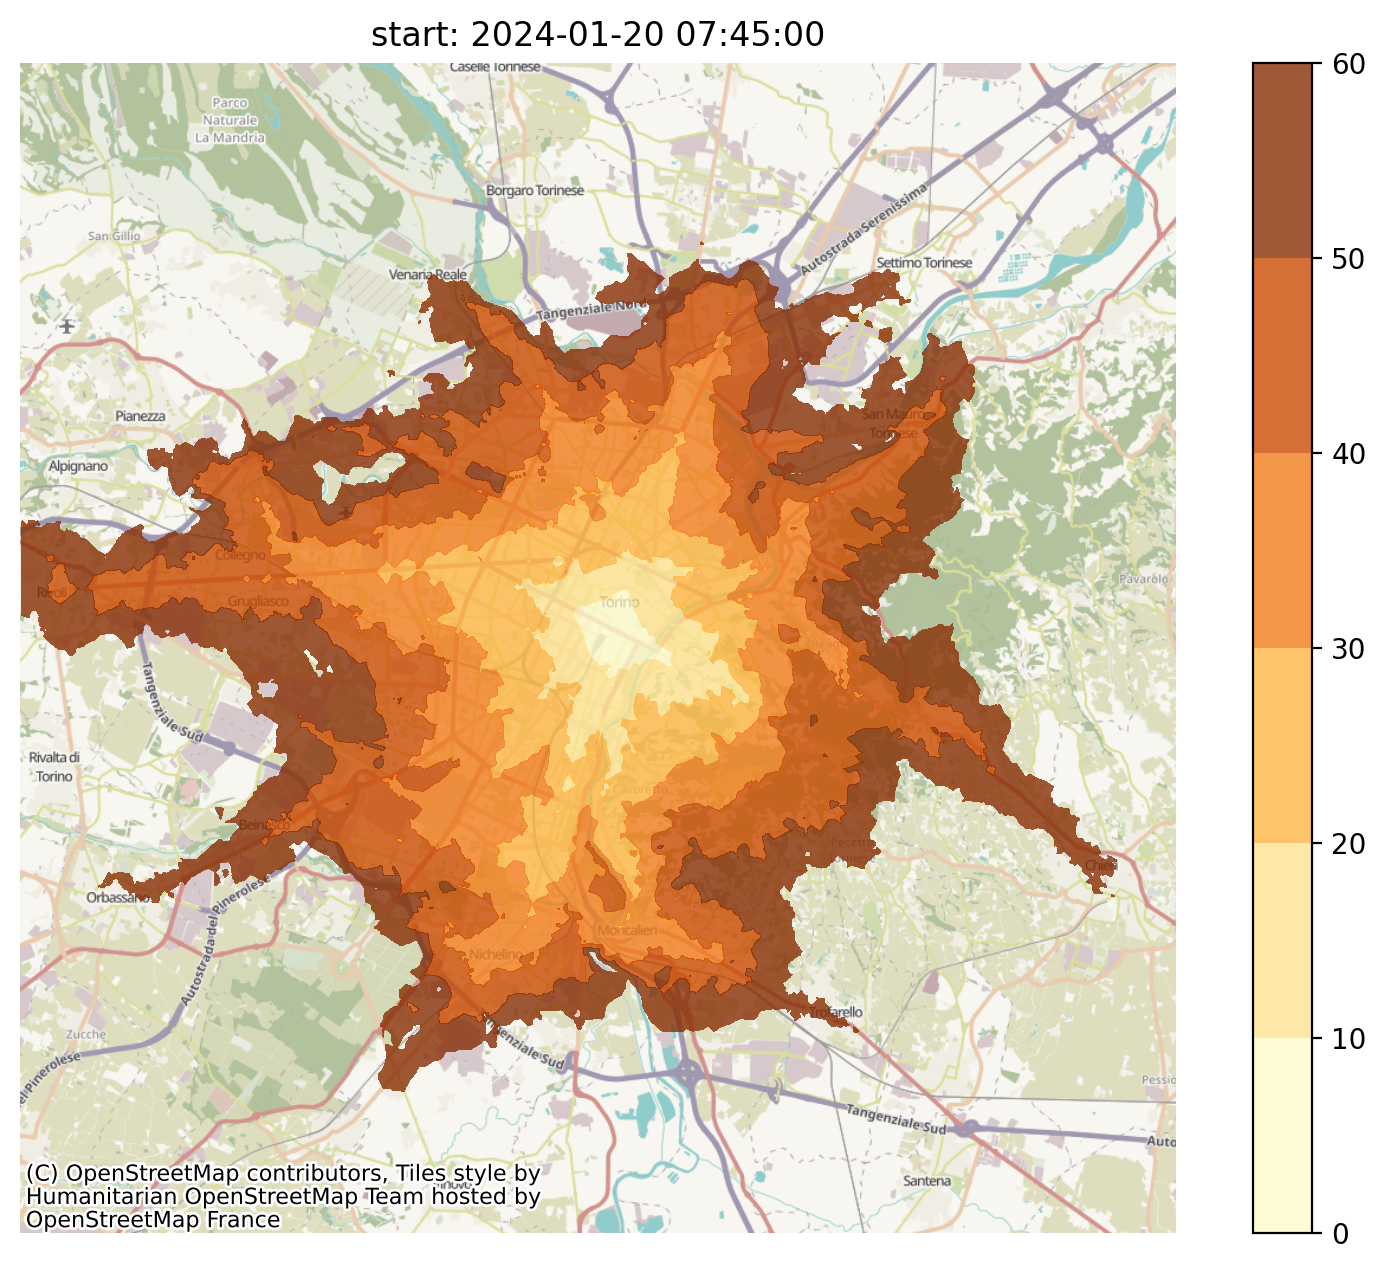 start: 2024-01-20 07:45:00
Caselle Torinese
Parco
Naturale
La Mandria
Borgaro Torinese
San Gillio
Autostrada Serenissima
Settimo Torinese
Venaria Reale
Tangenziale Nord
Pianezza
San Mauro
Torinese
Alpignano
Collegno
Pavarolo
Rivoli
Grugliasco
Torino
Tangenziale Sud
Rivalta di
Torino
Cavoretto
Beinasco
Pecetto
Chieri
Orbassano
Autostrada del Pinerolese
Moncalieri
Nichelino
Trofarello
Zucche
Tangenziale Sud
Pessio
Tangenziale Sud
Auto
Santena
(C) OpenStreetMap contributors, Tiles style by
Humanitarian OpenStreetMap Team hosted by
OpenStreetMap France
60
50
40
30
20
10
0